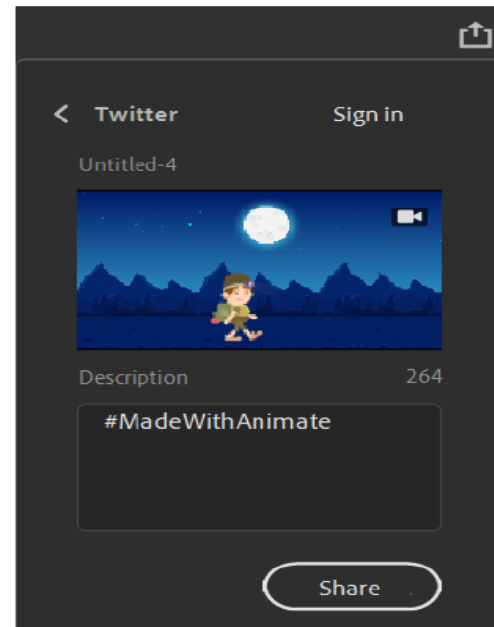 Twitter Sign in
Untitled-4
Description 264
#MadeWithAnimate
Share